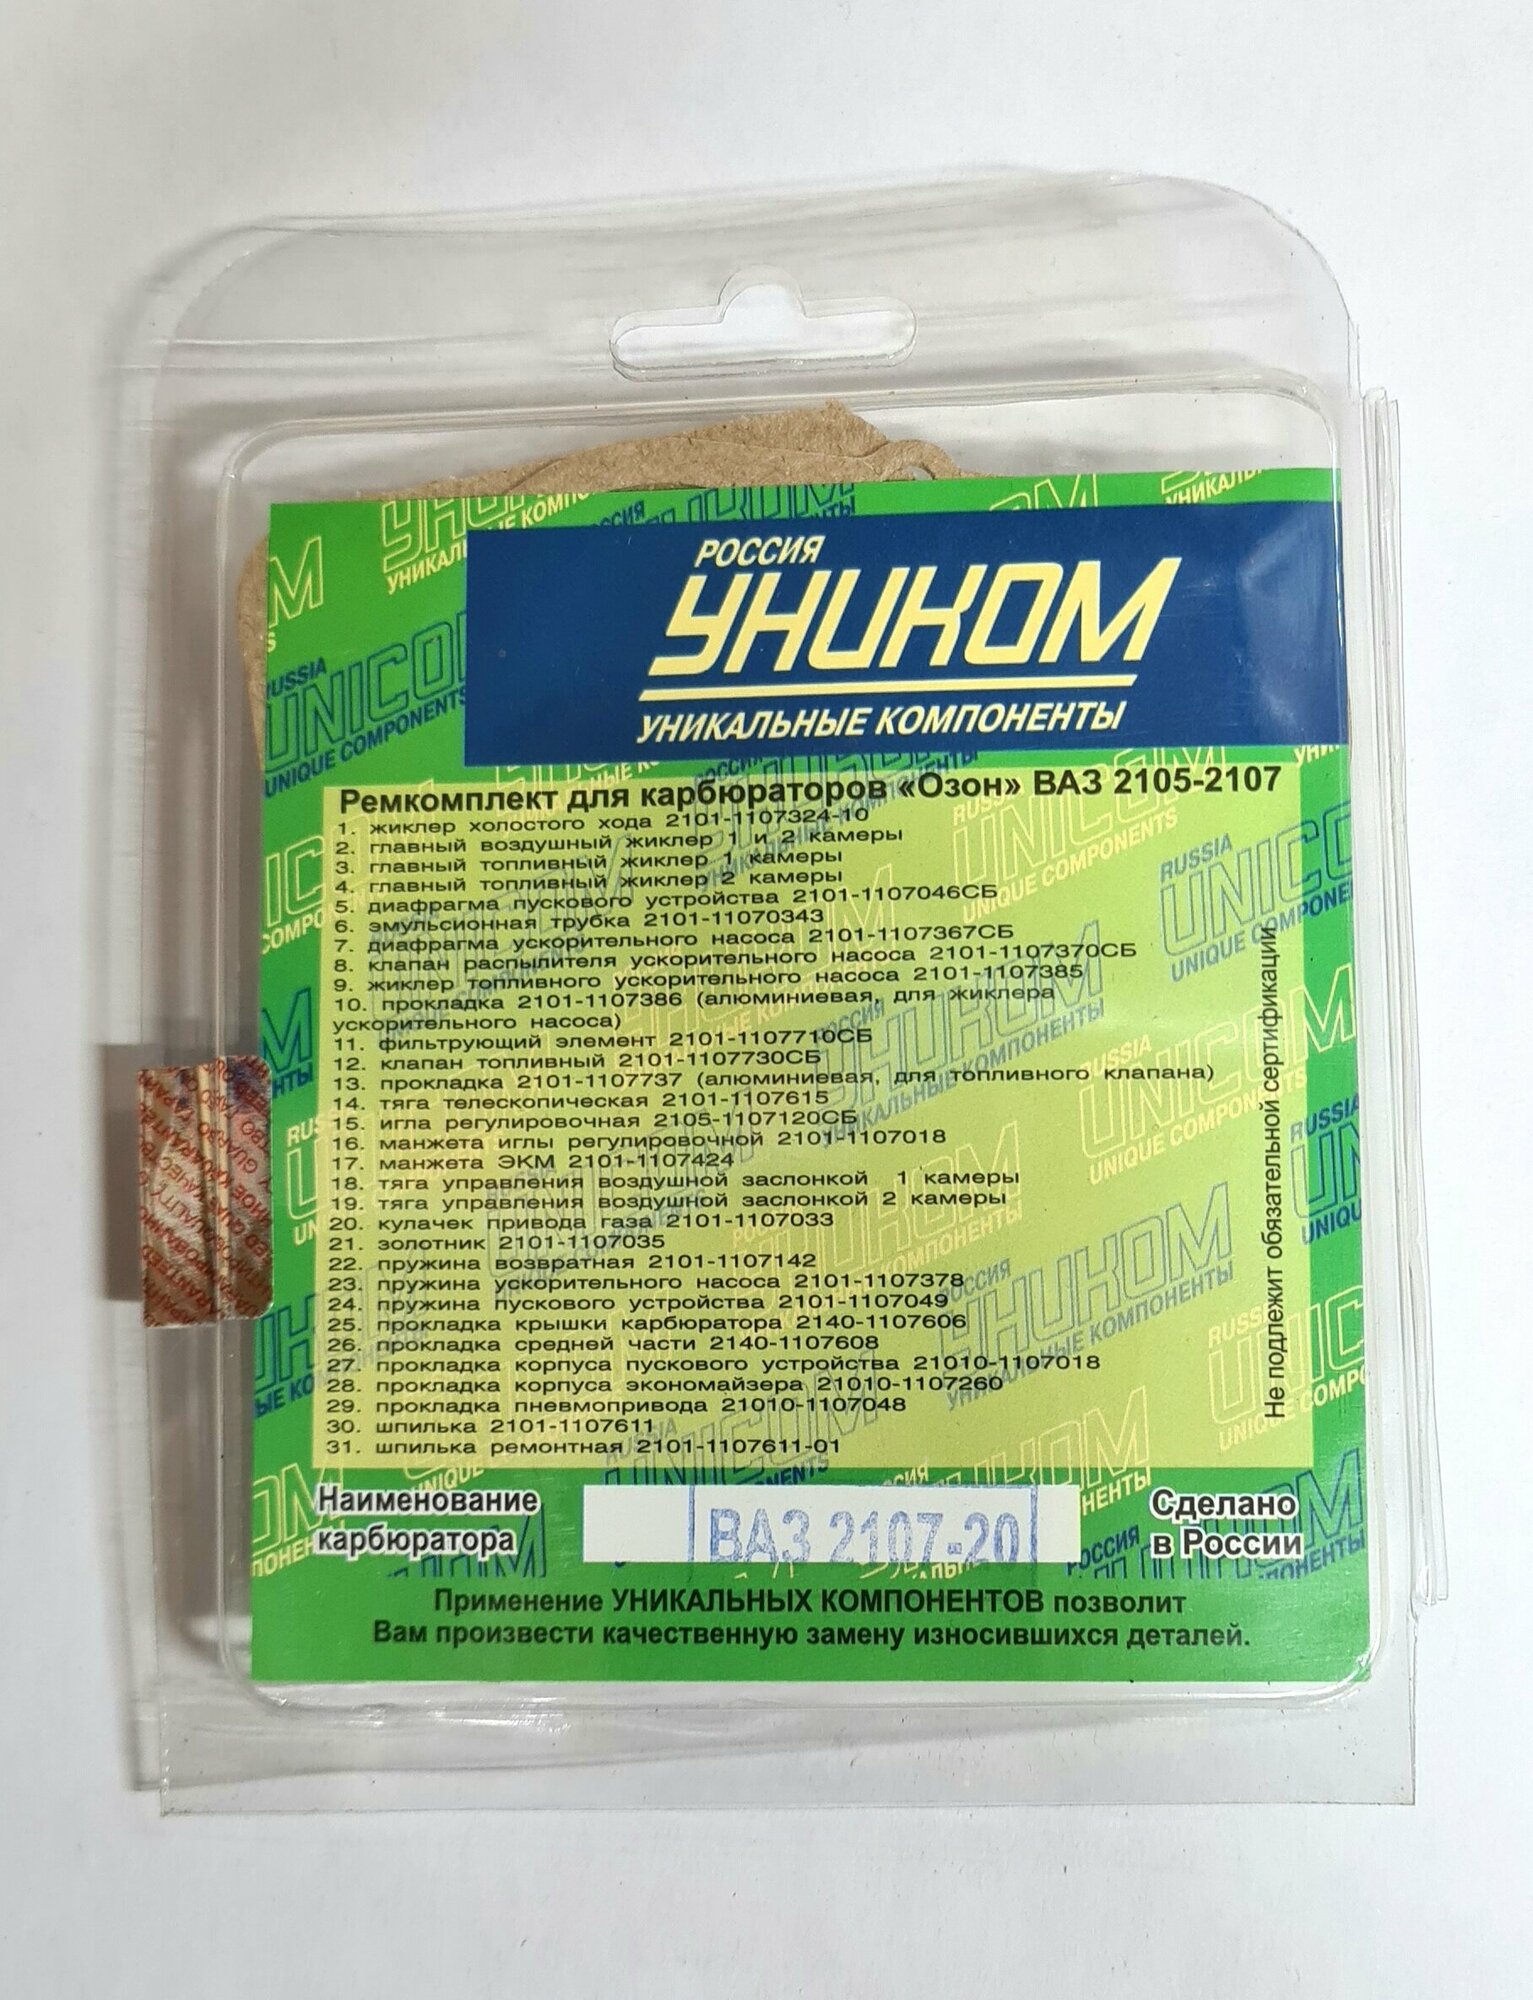 РОССИЯ
УНИКОМ
УНИКАЛЬНЫЕ КОМПОНЕНТЫ
Ремкомплект для карбюраторов «Озон» ВАЗ 2105-2107
1. жиклер холостого хода 2101-1107324-10
2. главный воздушный жиклер 1 и 2 камеры
3. главный топливный жиклер 1 камеры
4. главный топливный жиклер 2 камеры
5. диафрагма пускового устройства 2101-1107046СБ
6. эмульсионная трубка 2101-11070343
7. диафрагма ускорительного насоса 2101-1107367СБ
8. клапан распылителя ускорительного насоса 2101-1107370СБ
9. жиклер топливного ускорительного насоса 2101-1107385
10. прокладка 2101-1107386 (алюминиевая, для жиклера
ускорительного насоса)
11. фильтрующий элемент 2101-1107710СБ
12. клапан топливный 2101-1107730СБ
13. прокладка 2101-1107737 (алюминиевая, для топливного клапана)
14. тяга телескопическая 2101-1107615
15. игла регулировочная 2105-1107120СБ
16. манжета иглы регулировочной 2101-1107018
17. манжета ЭКМ 2101-1107424
18. тяга управления воздушной заслонкой 1 камеры
19. тяга управления воздушной заслонкой 2 камеры
20. кулачек привода газа 2101-1107033
21. золотник 2101-1107035
22. пружина возвратная 2101-1107142
23. пружина ускорительного насоса 2101-1107378
24. пружина пускового устройства 2101-1107049
25. прокладка крышки карбюратора 2140-1107606
26. прокладка средней части 2140-1107608
27. прокладка корпуса пускового устройства 21010-1107018
28. прокладка корпуса экономайзера 21010-1107260
29. прокладка пневмопривода 21010-1107048
30. шпилька 2101-1107611
31. шпилька ремонтная 2101-1107611-01
Не подлежит обязательной сертификации.
Наименование
карбюратора
ВАЗ 2107-20
Сделано
в России
Применение УНИКАЛЬНЫХ КОМПОНЕНТОВ позволит
Вам произвести качественную замену износившихся деталей.